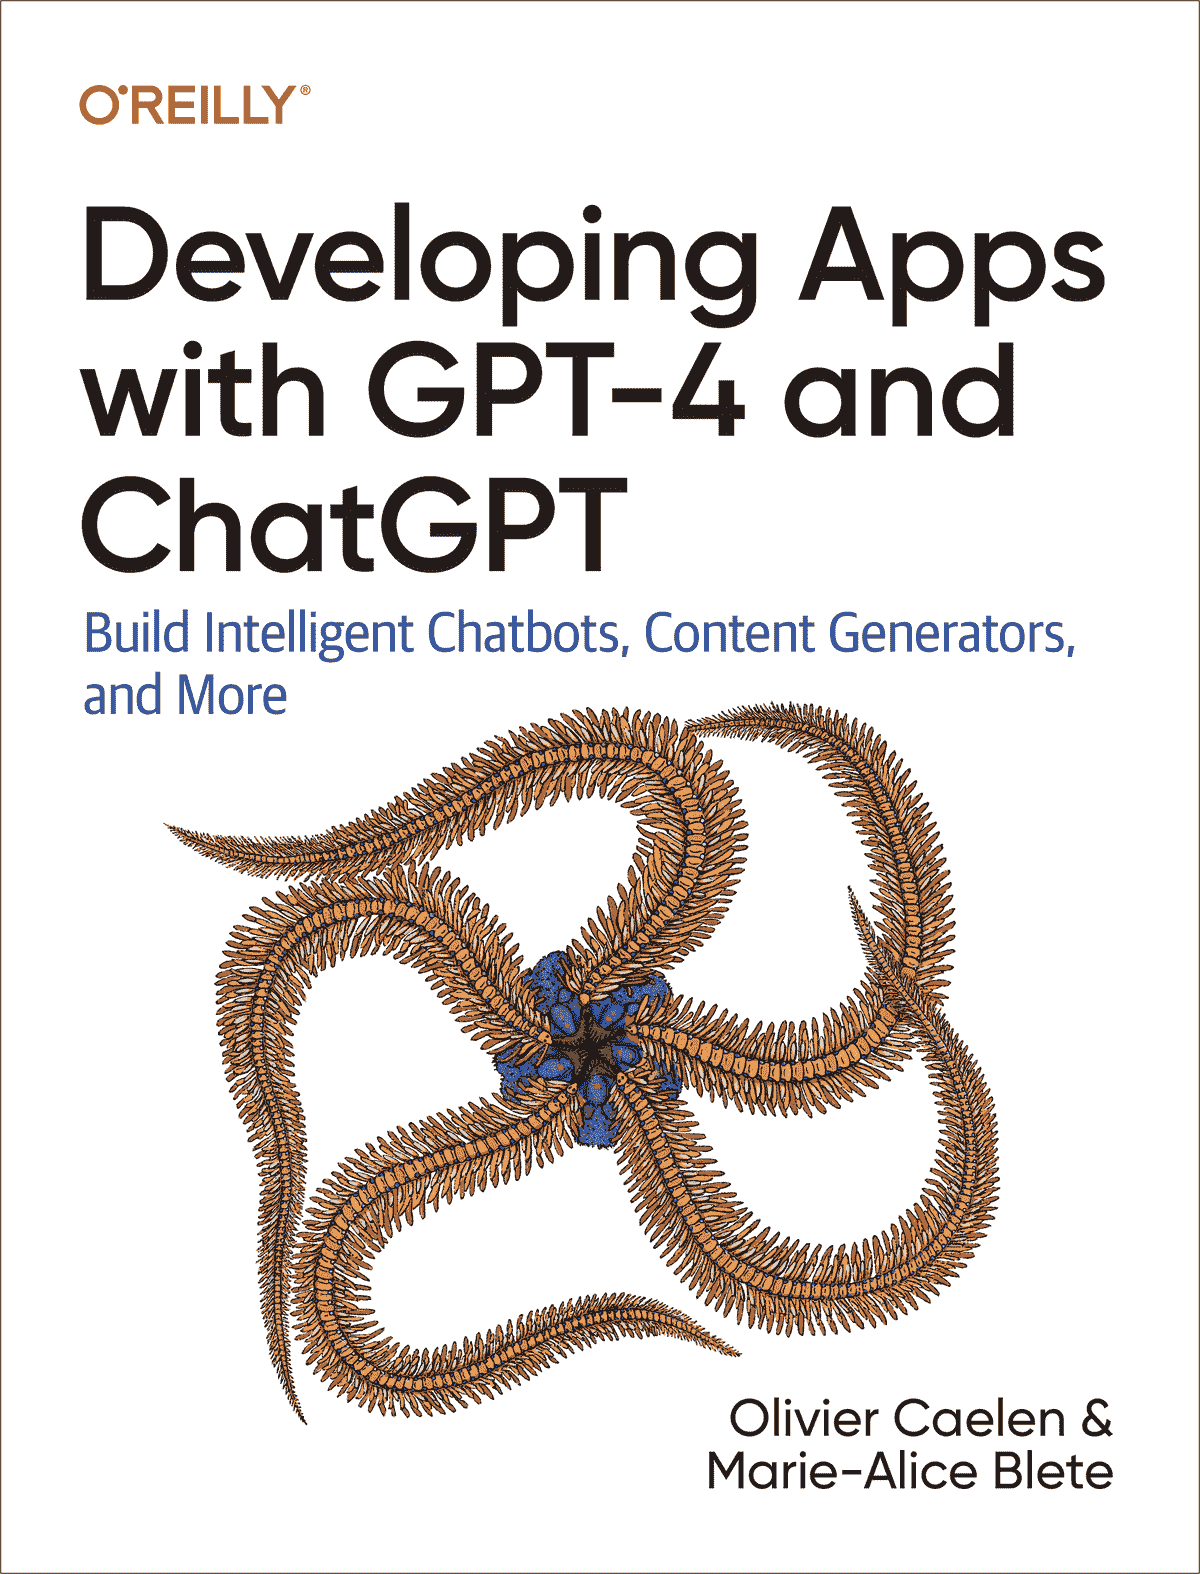 O'REILLY®
Developing Apps
with GPT-4 and
ChatGPT
Build Intelligent Chatbots, Content Generators,
and More
Olivier Caelen &
Marie-Alice Blete